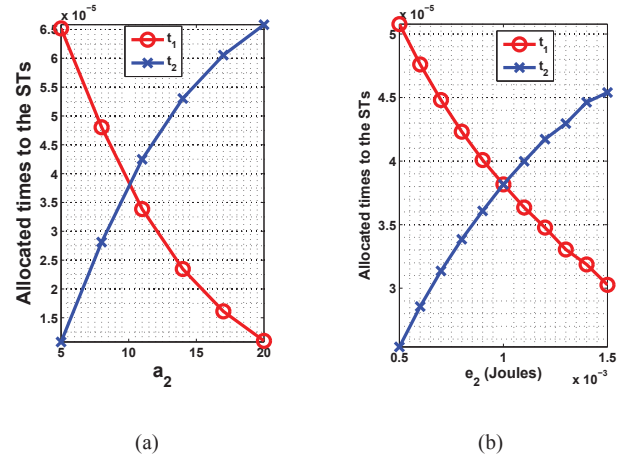 x 10⁻⁵
6.5
6
5.5
5
4.5
4
3.5
3
2.5
2
1.5
5
10
15
20
a₂
Allocated times to the STs
t₁
t₂
(a)
x 10⁻⁵
5
4.5
4
3.5
3
0.5
1
1.5
x 10⁻³
e₂ (Joules)
Allocated times to the STs
t₁
t₂
(b)